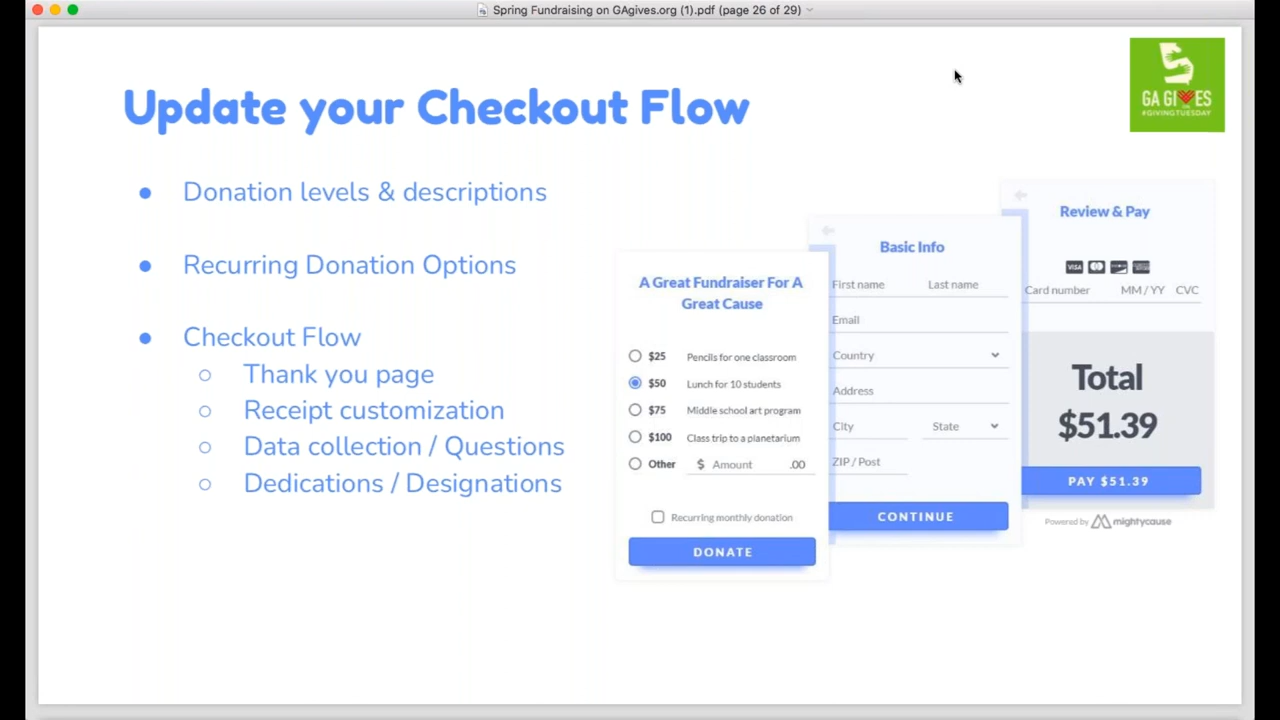 Spring Fundraising on GAgives.org (1).pdf (page 26 of 29)
GA GIVES
#GIVINGTUESDAY
Update your Checkout Flow
Donation levels & descriptions
Recurring Donation Options
Checkout Flow
Thank you page
Receipt customization
Data collection / Questions
Dedications / Designations
A Great Fundraiser For A
Great Cause
$25 Pencils for one classroom
$50 Lunch for 10 students
$75 Middle school art program
$100 Class trip to a planetarium
Other $ Amount .00
Recurring monthly donation
DONATE
Basic Info
First name Last name
Email
Country
Address
City State
ZIP / Post
CONTINUE
Review & Pay
VISA
Card number MM / YY CVC
Total
$51.39
PAY $51.39
Powered by mightycause